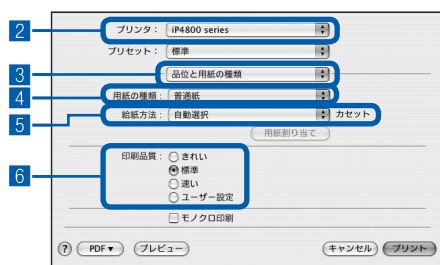 2 プリンタ： iP4800 series
プリセット： 標準
3 品位と用紙の種類
4 用紙の種類： 普通紙
5 給紙方法： 自動選択 カセット
用紙割り当て
6 印刷品質： きれい
標準
速い
ユーザー設定
モノクロ印刷
? PDF▼ プレビュー キャンセル プリント